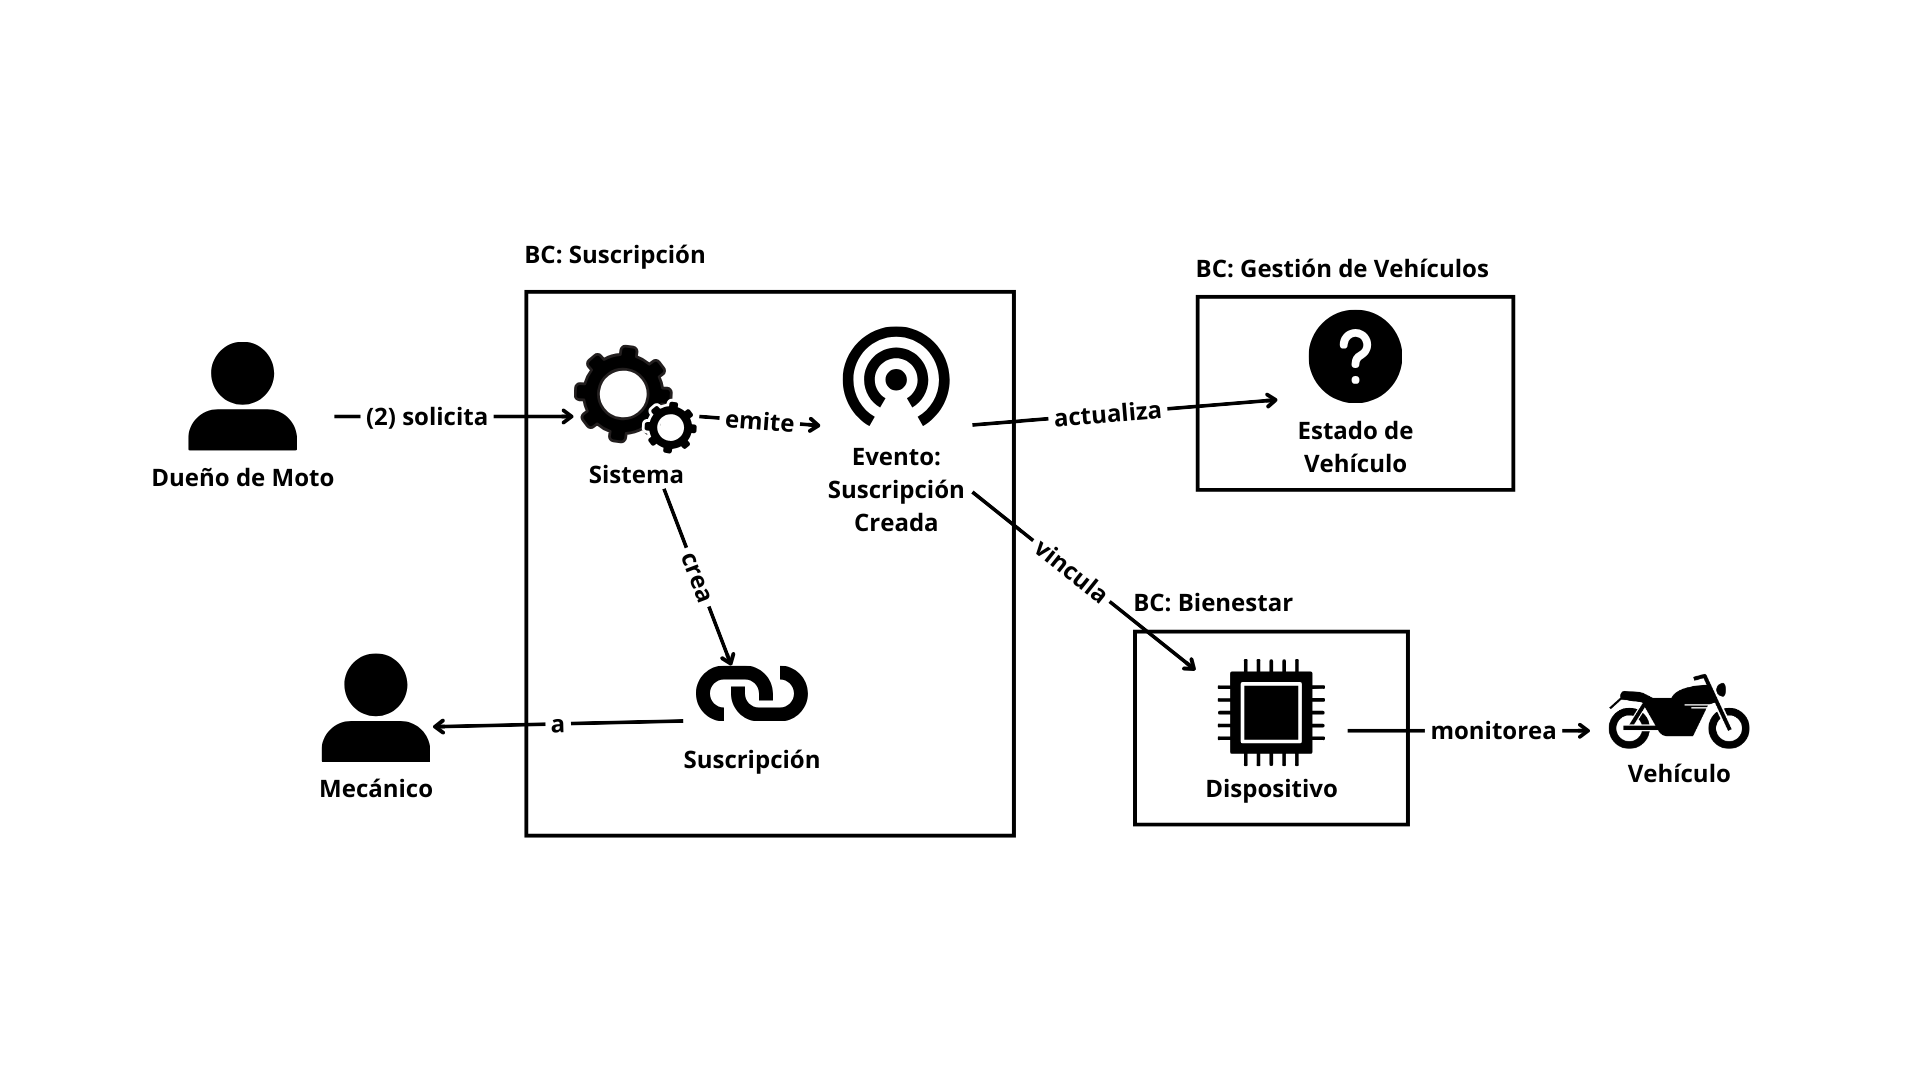 BC: Suscripción
BC: Gestión de Vehículos
(2) solicita
Dueño de Moto
Sistema
emite
Evento:
Suscripción
Creada
actualiza
Estado de
Vehículo
crea
vincula
BC: Bienestar
Mecánico
a
Suscripción
Dispositivo
monitorea
Vehículo